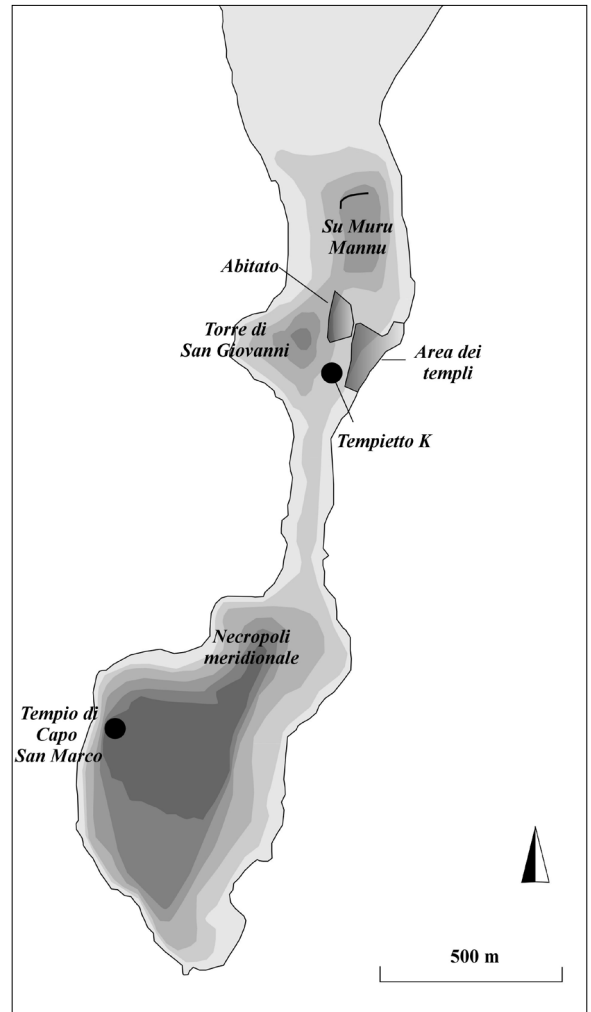 Su Muru
Mannu
Abitato
Torre di
San Giovanni
Area dei
templi
Tempietto K
Necropoli
meridionale
Tempio di
Capo
San Marco
500 m